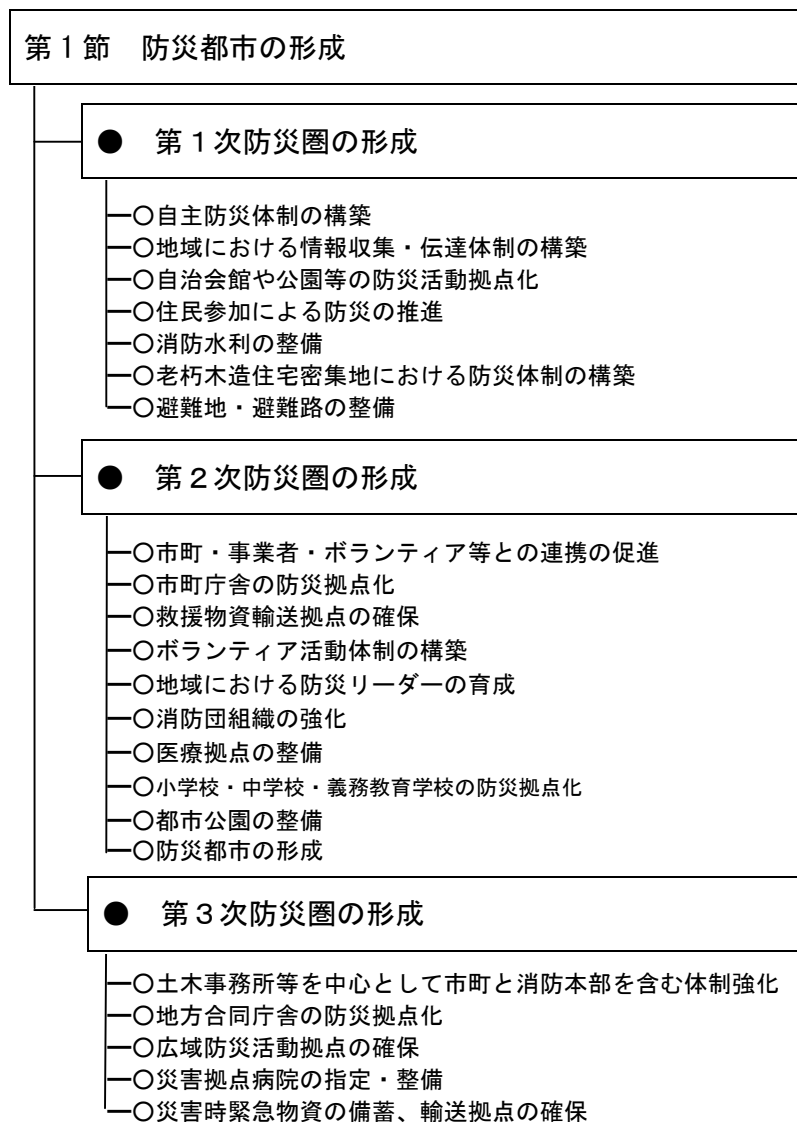 第１節　防災都市の形成
●　第１次防災圏の形成
○自主防災体制の構築
○地域における情報収集・伝達体制の構築
○自治会館や公園等の防災活動拠点化
○住民参加による防災の推進
○消防水利の整備
○老朽木造住宅密集地における防災体制の構築
○避難地・避難路の整備
●　第２次防災圏の形成
○市町・事業者・ボランティア等との連携の促進
○市町庁舎の防災拠点化
○救援物資輸送拠点の確保
○ボランティア活動体制の構築
○地域における防災リーダーの育成
○消防団組織の強化
○医療拠点の整備
○小学校・中学校・義務教育学校の防災拠点化
○都市公園の整備
○防災都市の形成
●　第３次防災圏の形成
○土木事務所等を中心として市町と消防本部を含む体制強化
○地方合同庁舎の防災拠点化
○広域防災活動拠点の確保
○災害拠点病院の指定・整備
○災害時緊急物資の備蓄、輸送拠点の確保